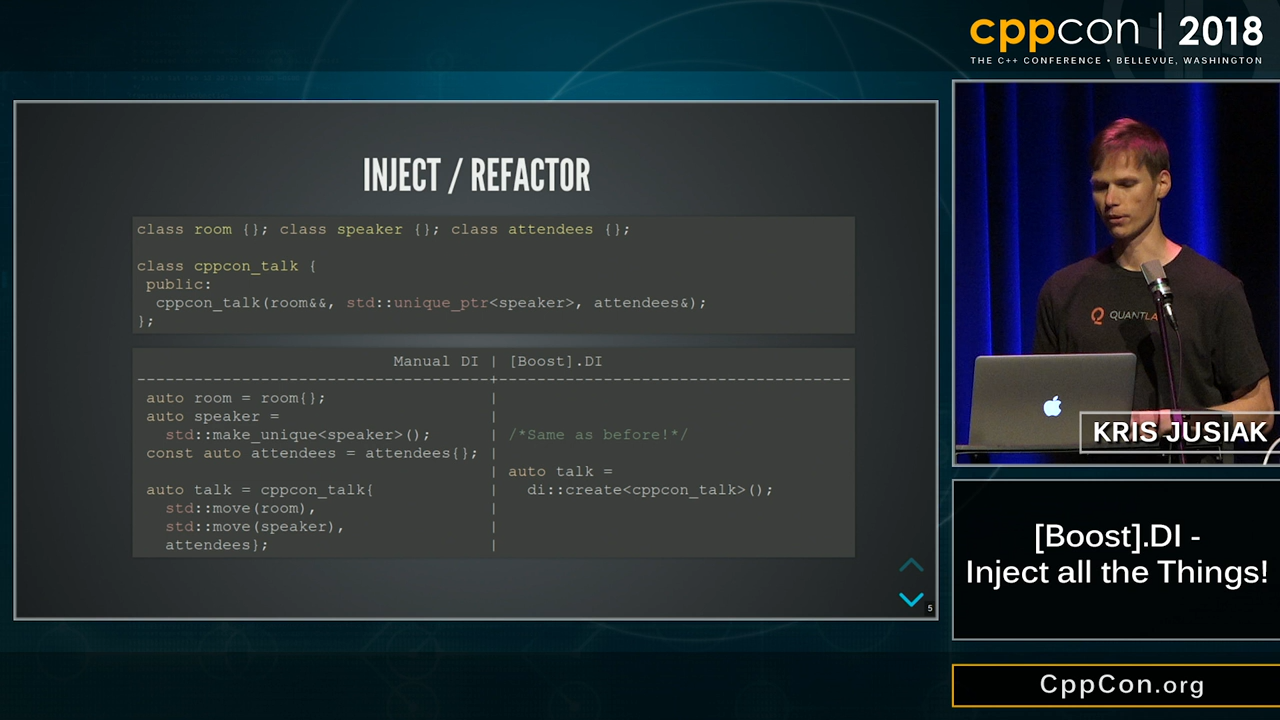 cppcon | 2018
THE C++ CONFERENCE • BELLEVUE, WASHINGTON
INJECT / REFACTOR
class room {}; class speaker {}; class attendees {};
class cppcon_talk {
public:
cppcon_talk(room&&, std::unique_ptr<speaker>, attendees&);
};
Manual DI | [Boost].DI
--------------------------------------+--------------------------------------
auto room = room{}; |
auto speaker = |
std::make_unique<speaker>(); | /*Same as before!*/
const auto attendees = attendees{};
| auto talk =
auto talk = cppcon_talk{ | di::create<cppcon_talk>();
std::move(room), |
std::move(speaker), |
attendees}; |
5
QUANTLA
KRIS JUSIAK
[Boost].DI -
Inject all the Things!
CppCon.org